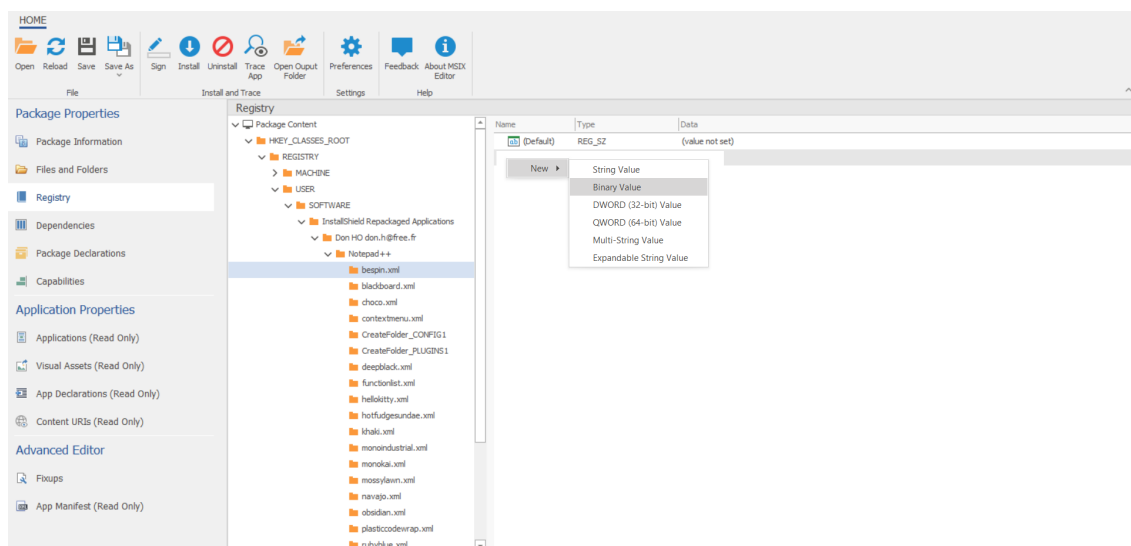 HOME
Open Reload Save Save As Sign Install Uninstall Trace App Open Ouput Folder Preferences Feedback About MSIX Editor
File Install and Trace Settings Help
Package Properties
Package Information
Files and Folders
Registry
Dependencies
Package Declarations
Capabilities
Application Properties
Applications (Read Only)
Visual Assets (Read Only)
App Declarations (Read Only)
Content URIs (Read Only)
Advanced Editor
Fixups
App Manifest (Read Only)
Registry
Package Content
HKEY_CLASSES_ROOT
REGISTRY
MACHINE
USER
SOFTWARE
InstallShield Repackaged Applications
Don HO don.h@free.fr
Notepad++
bespin.xml
blackboard.xml
choco.xml
contextmenu.xml
CreateFolder_CONFIG1
CreateFolder_PLUGINS1
deepblack.xml
functionlist.xml
hellokitty.xml
hotfudgesundae.xml
khaki.xml
monoindustrial.xml
monokai.xml
mossylawn.xml
navajo.xml
obsidian.xml
plasticcodewrap.xml
rubyblue.xml
Name Type Data
ab (Default) REG_SZ (value not set)
New
String Value
Binary Value
DWORD (32-bit) Value
QWORD (64-bit) Value
Multi-String Value
Expandable String Value